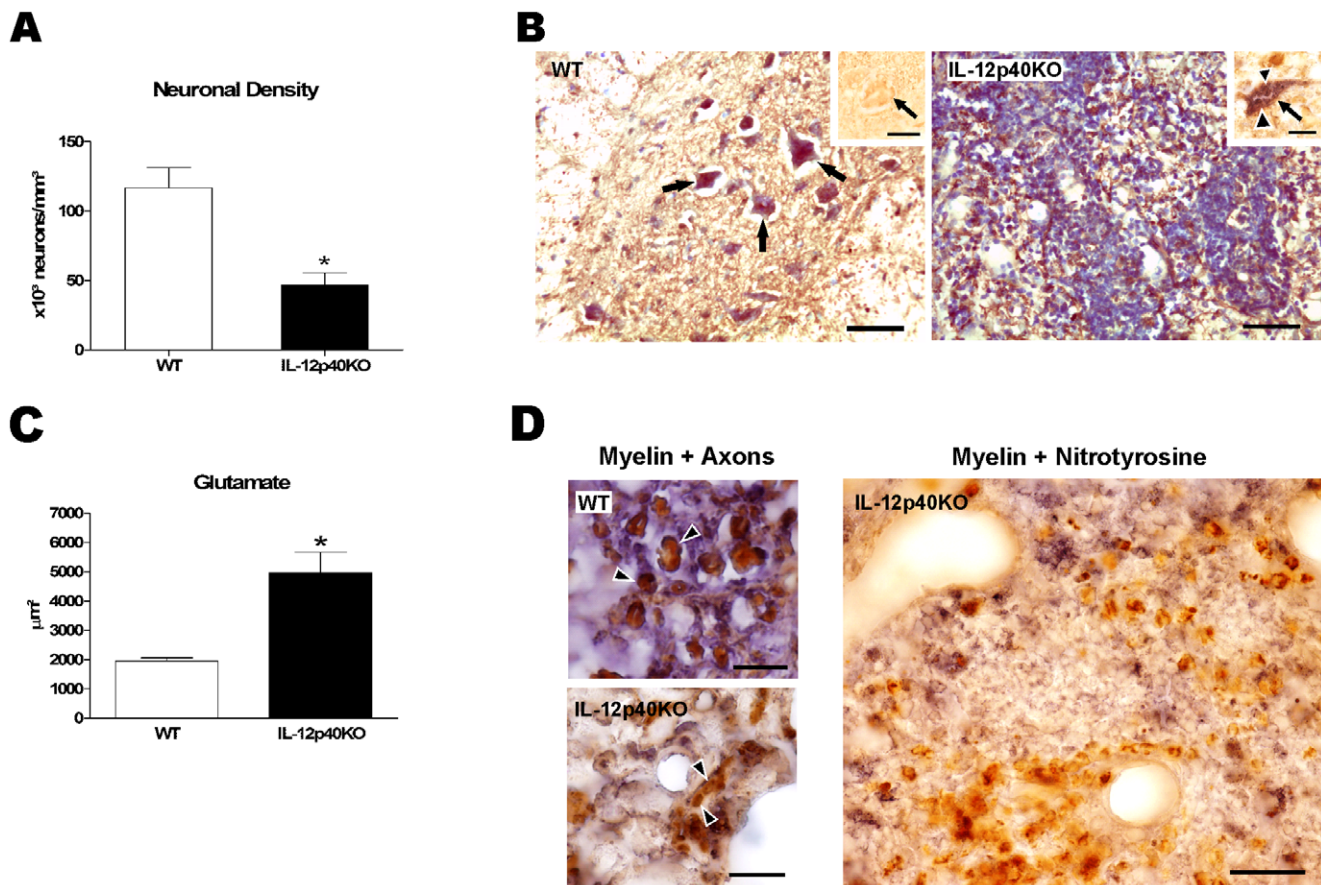 A
Neuronal Density
x10³ neurons/mm³
150
100
50
0
*
WT
IL-12p40KO
B
WT
IL-12p40KO
C
Glutamate
µm²
7000
6000
5000
4000
3000
2000
1000
0
*
WT
IL-12p40KO
D
Myelin + Axons
WT
IL-12p40KO
Myelin + Nitrotyrosine
IL-12p40KO